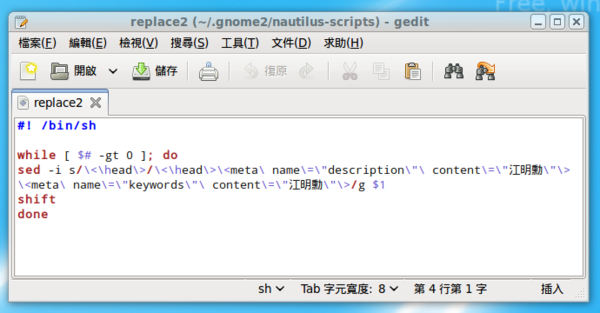 Free, win
replace2 (~/.gnome2/nautilus-scripts) - gedit
檔案(F) 編輯(E) 檢視(V) 搜尋(S) 工具(T) 文件(D) 求助(H)
開啟 儲存 復原
replace2
#! /bin/sh
while [ $# -gt 0 ]; do
sed -i s/\<\head\>/\<\head\>\<meta\ name\=\"description\"\ content\=\"江明勳\"\>
\<meta\ name\=\"keywords\"\ content\=\"江明勳\"\>/g $1
shift
done
sh Tab 字元寬度: 8 第 4 行第 1 字 插入